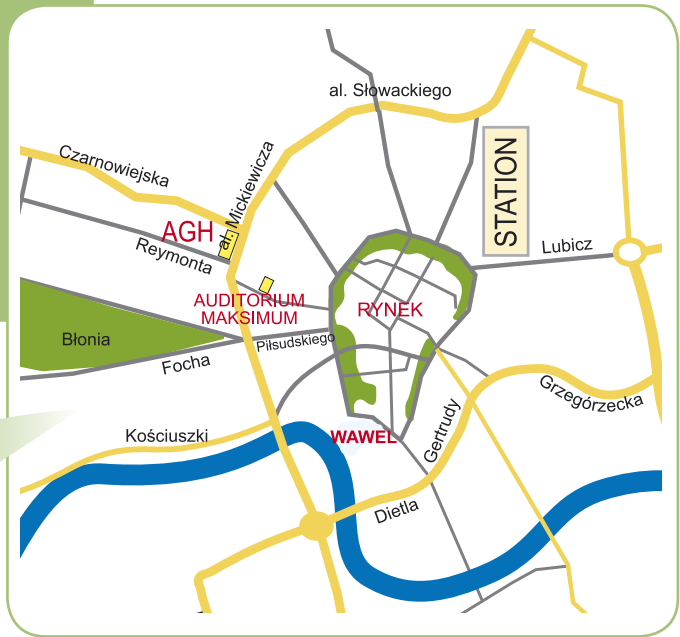 al. Słowackiego
Czarnowiejska
al. Mickiewicza
STATION
AGH
Reymonta
Lubicz
AUDITORIUM
MAKSIMUM
RYNEK
Błonia
Piłsudskiego
Focha
Grzegórzecka
Kościuszki
WAWEL
Gertrudy
Dietla